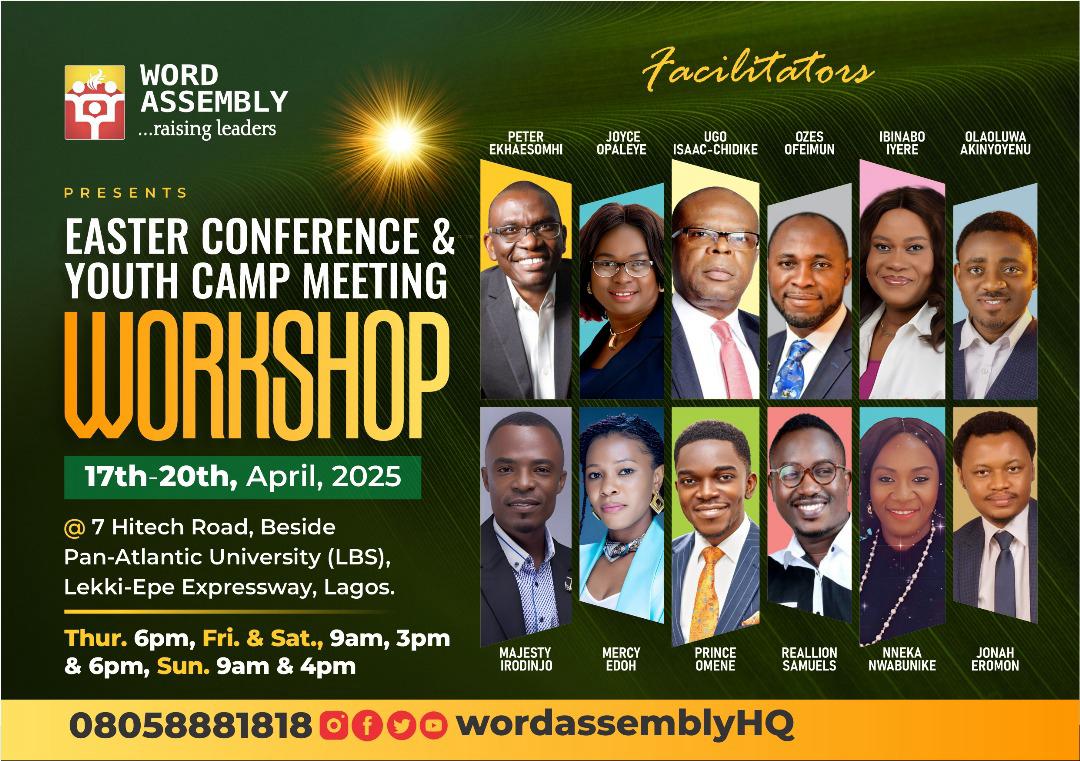 WORD
ASSEMBLY
...raising leaders
PRESENTS
EASTER CONFERENCE &
YOUTH CAMP MEETING
WORKSHOP
17th-20th, April, 2025
@ 7 Hitech Road, Beside
Pan-Atlantic University (LBS),
Lekki-Epe Expressway, Lagos.
Thur. 6pm, Fri. & Sat., 9am, 3pm
& 6pm, Sun. 9am & 4pm
Facilitators
PETER
EKHAESOMHI
JOYCE
OPALEYE
UGO
ISAAC-CHIDIKE
OZES
OFEIMUN
IBINABO
IYERE
OLAOLUWA
AKINYOYENU
MAJESTY
IRODINJO
MERCY
EDOH
PRINCE
OMENE
REALLION
SAMUELS
NNEKA
NWABUNIKE
JONAH
EROMON
08058881818 wordassemblyHQ